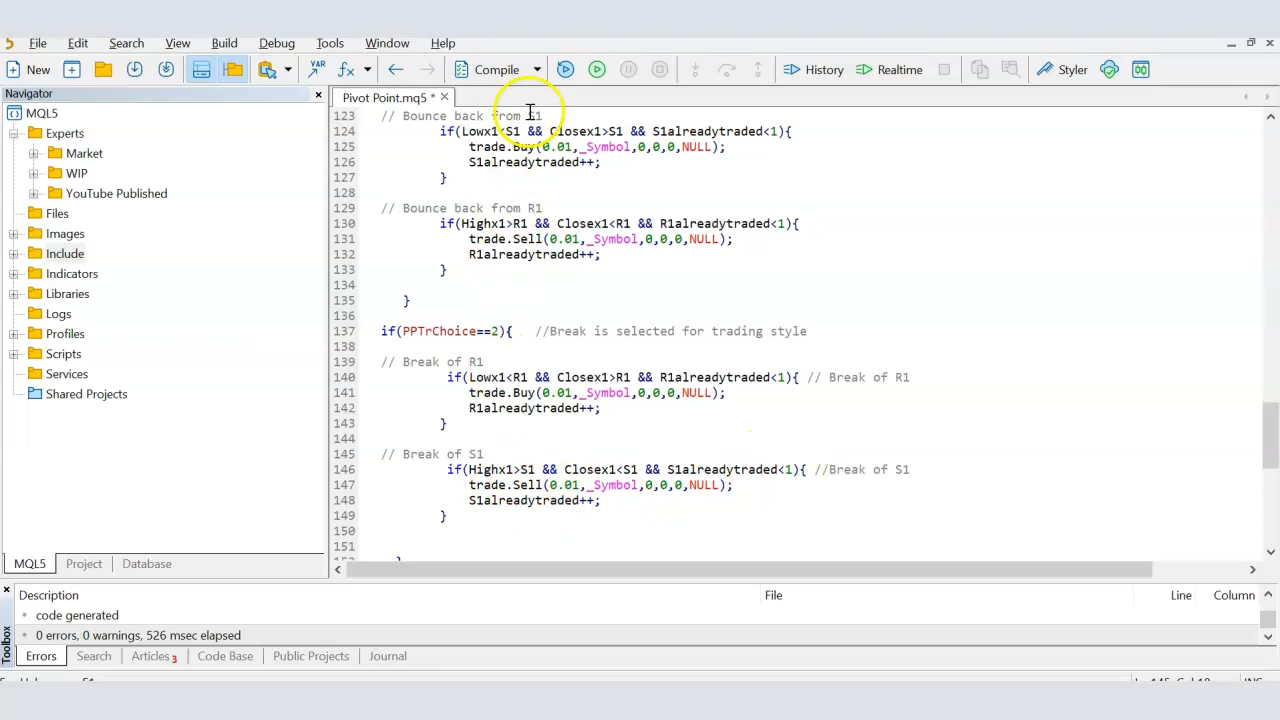 File Edit Search View Build Debug Tools Window Help
New VAR Compile History Realtime Styler
Navigator
MQL5
Experts
Market
WIP
YouTube Published
Files
Images
Include
Indicators
Libraries
Logs
Profiles
Scripts
Services
Shared Projects
MQL5 Project Database
Pivot Point.mq5 *
123 // Bounce back from S1
124 if(Lowx1<S1 && Closex1>S1 && S1alreadytraded<1){
125 trade.Buy(0.01,_Symbol,0,0,0,NULL);
126 S1alreadytraded++;
127 }
128
129 // Bounce back from R1
130 if(Highx1>R1 && Closex1<R1 && R1alreadytraded<1){
131 trade.Sell(0.01,_Symbol,0,0,0,NULL);
132 R1alreadytraded++;
133 }
134
135 }
136
137 if(PPTrChoice==2){ //Break is selected for trading style
138
139 // Break of R1
140 if(Lowx1<R1 && Closex1>R1 && R1alreadytraded<1){ // Break of R1
141 trade.Buy(0.01,_Symbol,0,0,0,NULL);
142 R1alreadytraded++;
143 }
144
145 // Break of S1
146 if(Highx1>S1 && Closex1<S1 && S1alreadytraded<1){ //Break of S1
147 trade.Sell(0.01,_Symbol,0,0,0,NULL);
148 S1alreadytraded++;
149 }
150
151
Description File Line Column
code generated
0 errors, 0 warnings, 526 msec elapsed
Errors Search Articles 3 Code Base Public Projects Journal
Toolbox